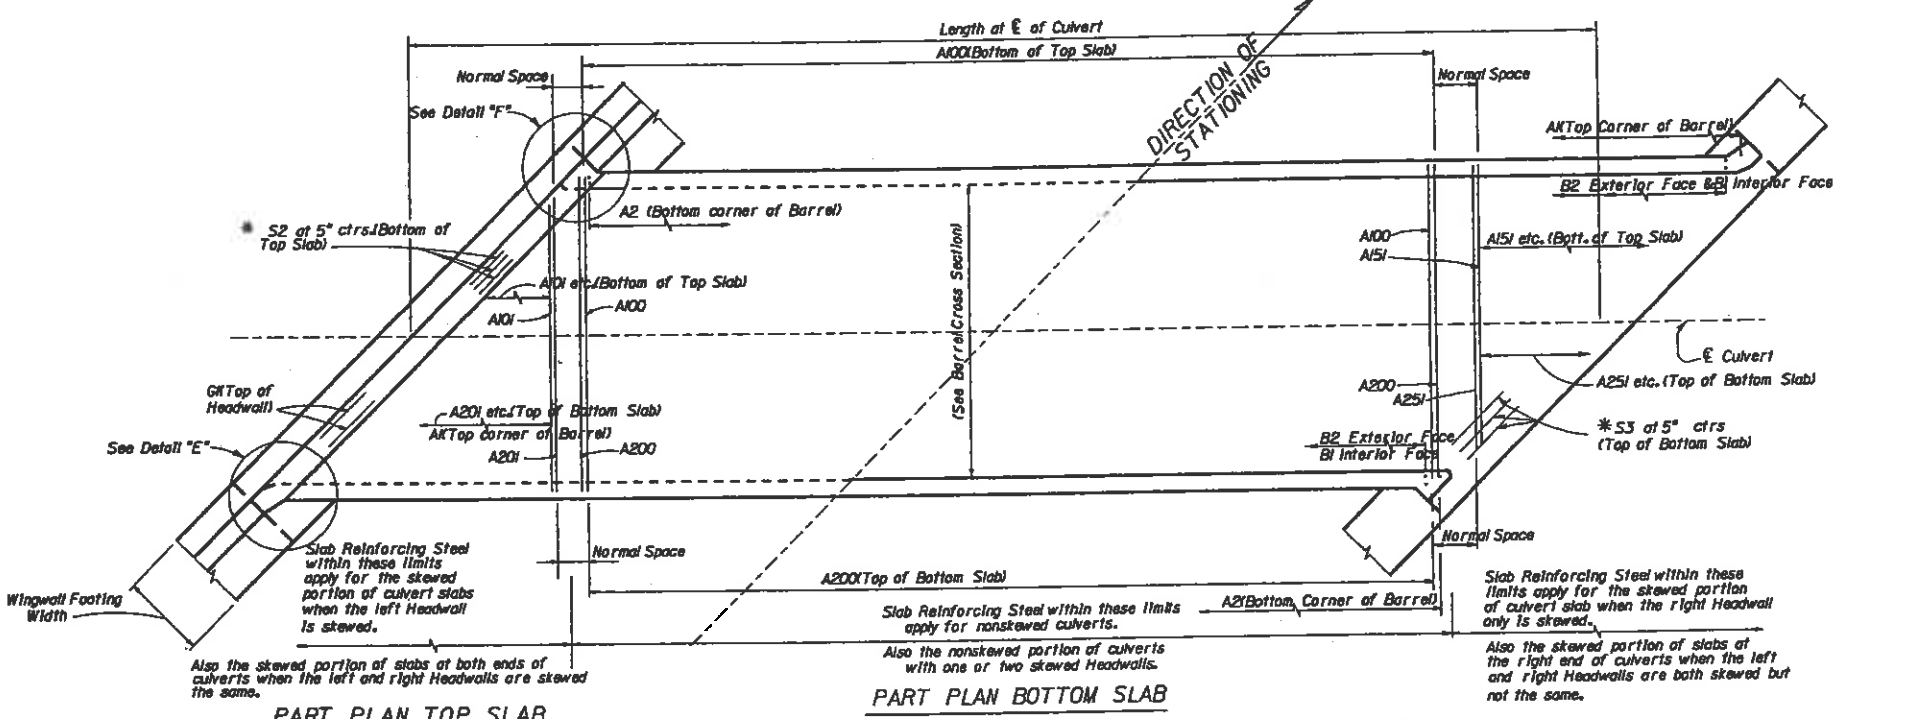 Length at ℄ of Culvert
A100(Bottom of Top Slab)
Normal Space
Normal Space
See Detail "F"
DIRECTION OF
STATIONING
A1(Top Corner of Barrel)
B2 Exterior Face & B1 Interior Face
A2 (Bottom corner of Barrel)
* S2 at 5" ctrs.(Bottom of
Top Slab)
A100
A151
A151 etc.(Bott. of Top Slab)
A101 etc.(Bottom of Top Slab)
A101
A100
(See Barrel Cross Section)
℄ Culvert
G1(Top of
Headwall)
A200
A251
A251 etc.(Top of Bottom Slab)
A201 etc.(Top of Bottom Slab)
A1(Top corner of Barrel)
A201
A200
B2 Exterior Face
B1 Interior Face
* S3 at 5" ctrs
(Top of Bottom Slab)
See Detail "E"
Normal Space
Normal Space
Wingwall Footing
Width
Slab Reinforcing Steel
within these limits
apply for the skewed
portion of culvert slabs
when the left Headwall
is skewed.
A200(Top of Bottom Slab)
A2(Bottom Corner of Barrel)
Slab Reinforcing Steel within these limits
apply for nonskewed culverts.
Slab Reinforcing Steel within these
limits apply for the skewed portion
of culvert slab when the right Headwall
only is skewed.
Also the skewed portion of slabs at both ends of
culverts when the left and right Headwalls are skewed
the same.
Also the nonskewed portion of culverts
with one or two skewed Headwalls.
Also the skewed portion of slabs at
the right end of culverts when the left
and right Headwalls are both skewed but
not the same.
PART PLAN TOP SLAB
PART PLAN BOTTOM SLAB